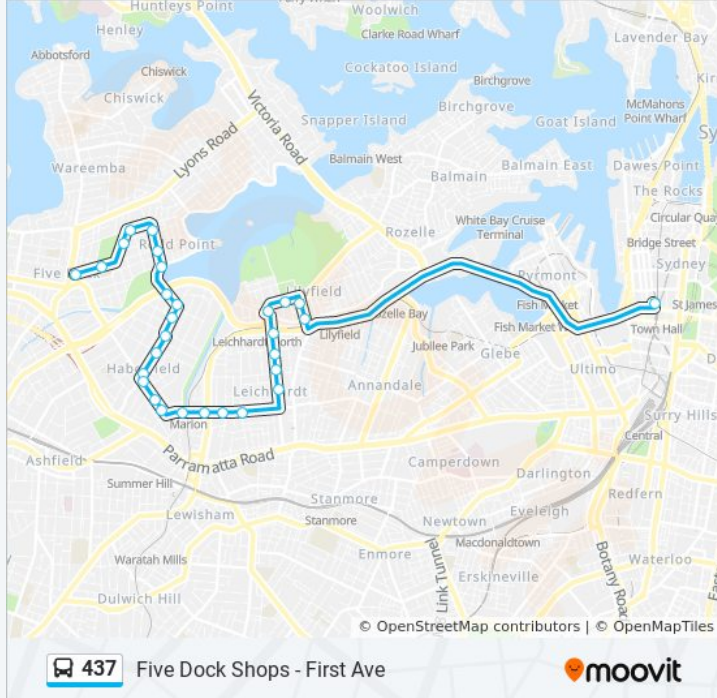 Huntleys Point
Woolwich
Henley
Clarke Road Wharf
Lavender Bay
Abbotsford
Chiswick
Cockatoo Island
Chiswick
Birchgrove
Victoria Road
Snapper Island
Birchgrove
Goat Island
McMahons
Point Wharf
Lyons Road
Balmain West
Wareemba
Balmain
Balmain East
Dawes Point
The Rocks
White Bay Cruise
Terminal
Circular Qua
Rozelle
Bridge Street
Five
Point
Sydney
Pyrmont
Lilyfield
Fish
St James
Fish Market
Town Hall
Leichhardt North
Lilyfield
Jubilee Park
Glebe
Ultimo
Annandale
Marion
Surry Hills
Parramatta Road
Central
Ashfield
Camperdown
Darlington
Summer Hill
Redfern
Stanmore
Eveleigh
Lewisham
Stanmore
Newtown
Macdonaldtown
Waratah Mills
Enmore
Waterloo
Link Tunnel
Erskineville
Botany Road
Dulwich Hill
East
© OpenStreetMap contributors | © OpenMapTiles
437 Five Dock Shops - First Ave
moovit